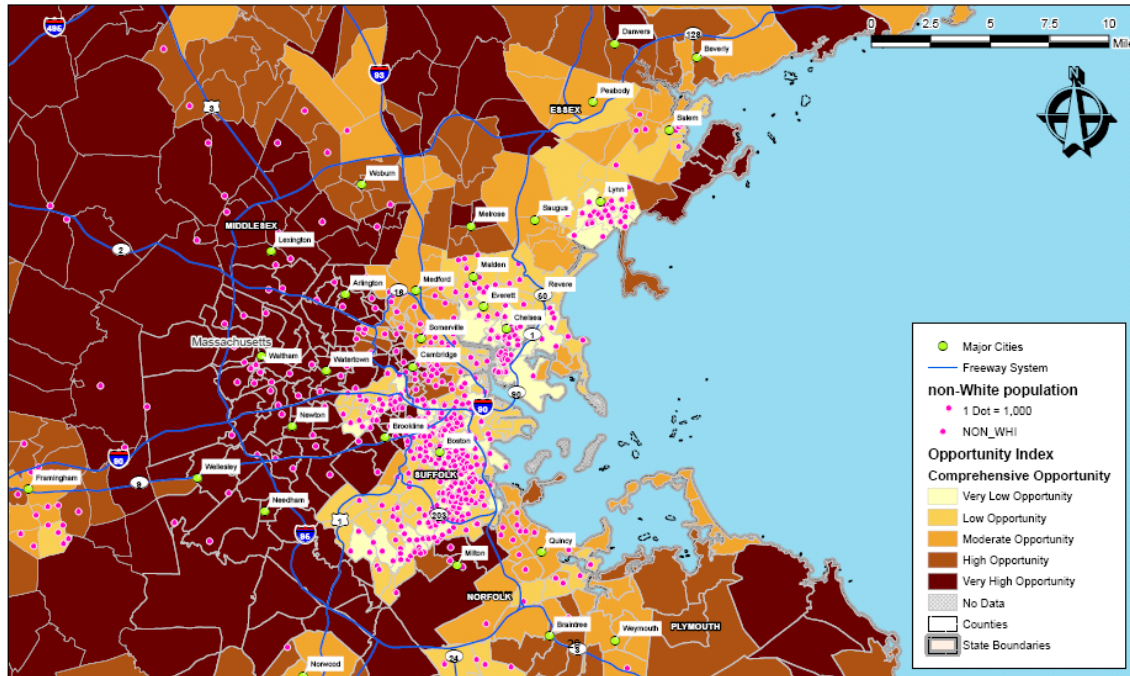 495
Danvers
128
Beverly
0 2.5 5 7.5 10
Mile
N
93
Peabody
ESSEX
3
Salem
Woburn
Lynn
Melrose
Saugus
MIDDLESEX
2
Lexington
Malden
Arlington
16
Medford
Revere
60
Everett
Chelsea
1
Somerville
Massachusetts
Waltham
Watertown
Cambridge
90
90
Newton
Brookline
Boston
90
9
Wellesley
Framingham
SUFFOLK
Needham
1
203
95
Milton
Quincy
NORFOLK
Braintree
Weymouth
PLYMOUTH
3
24
Norwood
Major Cities
Freeway System
non-White population
1 Dot = 1,000
NON_WHI
Opportunity Index
Comprehensive Opportunity
Very Low Opportunity
Low Opportunity
Moderate Opportunity
High Opportunity
Very High Opportunity
No Data
Counties
State Boundaries